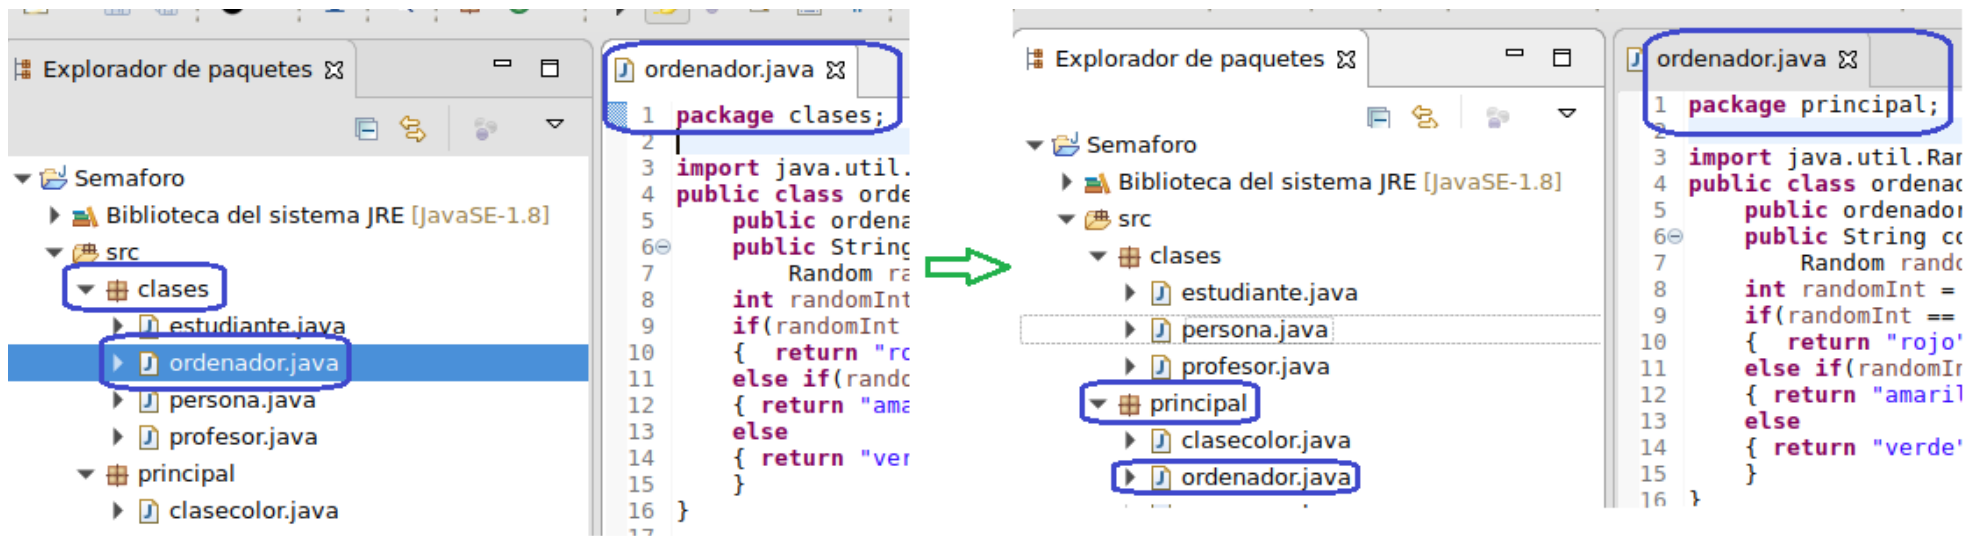 Explorador de paquetes
Semaforo
Biblioteca del sistema JRE [JavaSE-1.8]
src
clases
estudiante.java
ordenador.java
persona.java
profesor.java
principal
clasecolor.java
ordenador.java
1 package clases;
2
3 import java.util.
4 public class orde
5 public ordena
6 public String
7 Random ra
8 int randomInt
9 if(randomInt
10 { return "ro
11 else if(rando
12 { return "ama
13 else
14 { return "ver
15 }
16 }
17
Explorador de paquetes
Semaforo
Biblioteca del sistema JRE [JavaSE-1.8]
src
clases
estudiante.java
persona.java
profesor.java
principal
clasecolor.java
ordenador.java
ordenador.java
1 package principal;
2
3 import java.util.Ran
4 public class ordenad
5 public ordenador
6 public String co
7 Random rando
8 int randomInt =
9 if(randomInt ==
10 { return "rojo"
11 else if(randomIn
12 { return "amaril
13 else
14 { return "verde"
15 }
16 }